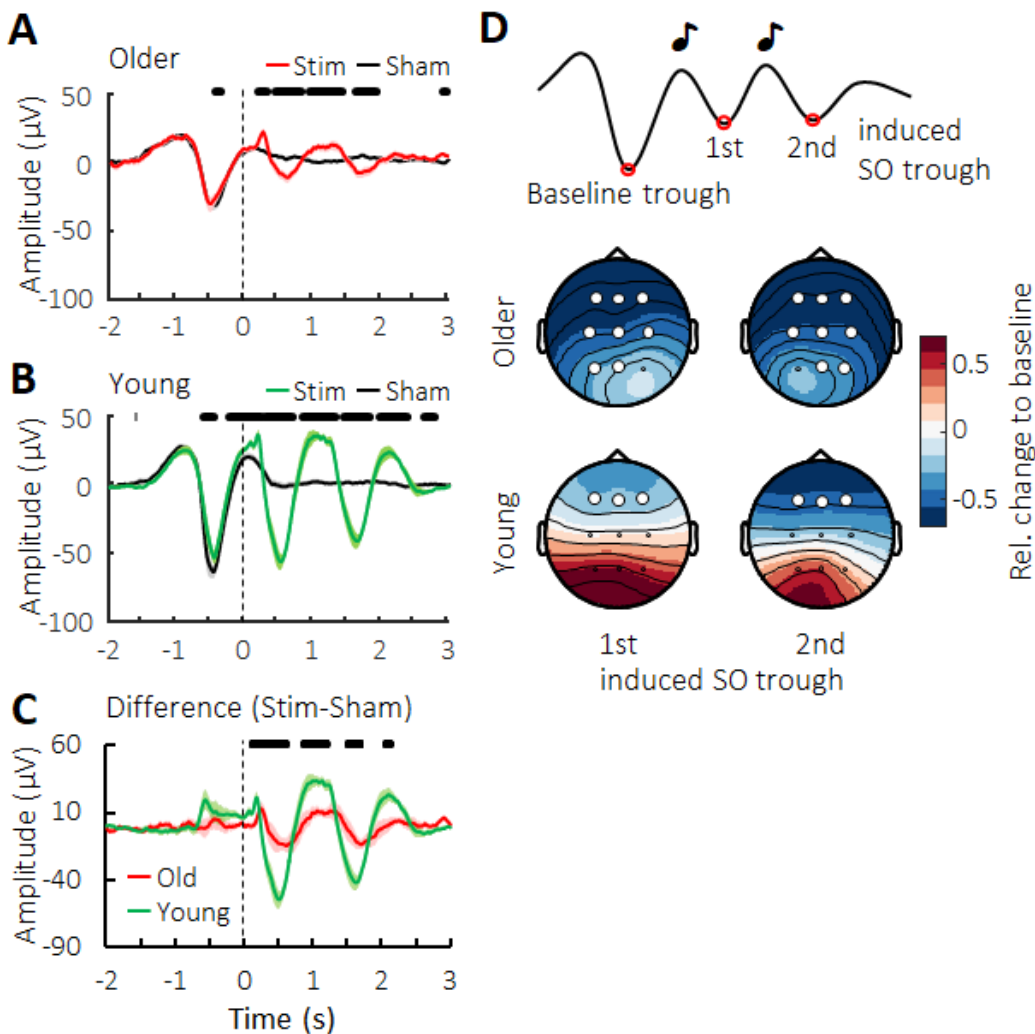 A
Older
Stim Sham
50
0
-50
-100
Amplitude (µV)
-2 -1 0 1 2 3
B
Young
Stim Sham
50
0
-50
-100
Amplitude (µV)
-2 -1 0 1 2 3
C
Difference (Stim-Sham)
60
10
-40
-90
Amplitude (µV)
Old
Young
-2 -1 0 1 2 3
Time (s)
D
1st 2nd induced
SO trough
Baseline trough
Older
Young
0.5
0
-0.5
Rel. change to baseline
1st 2nd
induced SO trough